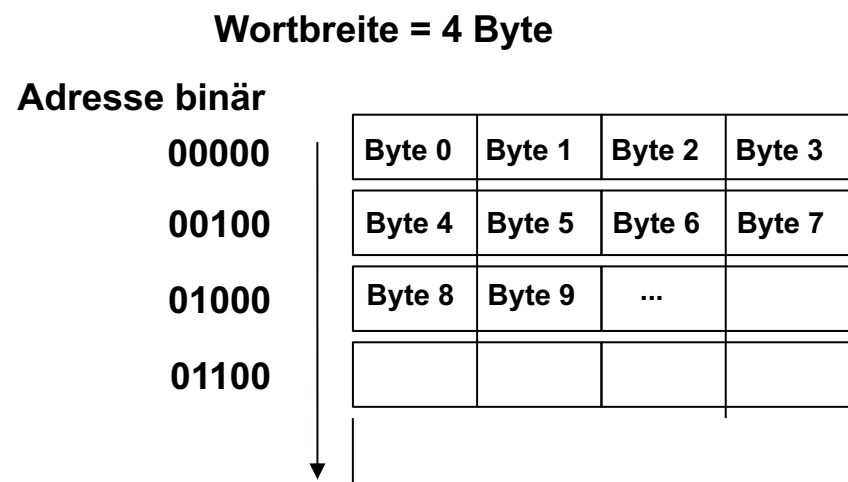 Wortbreite = 4 Byte
Adresse binär
00000 Byte 0 Byte 1 Byte 2 Byte 3
00100 Byte 4 Byte 5 Byte 6 Byte 7
01000 Byte 8 Byte 9 ...
01100